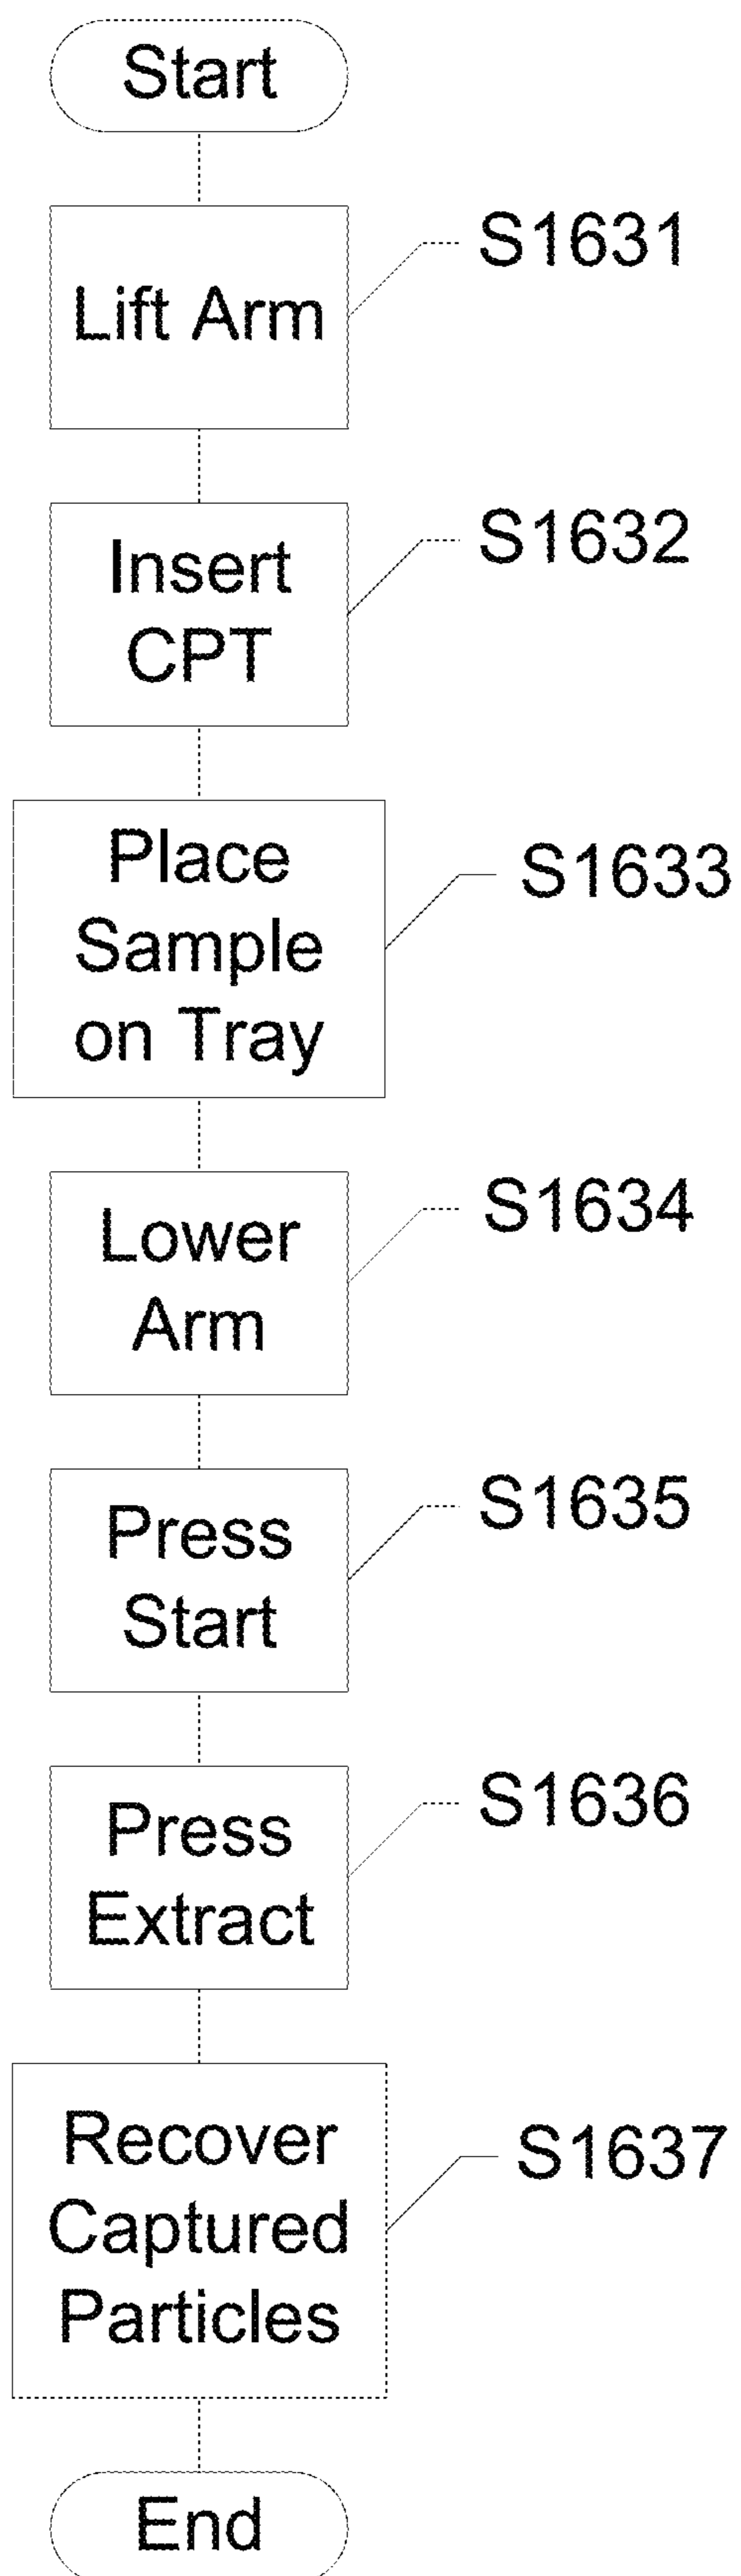 Start
Lift Arm
S1631
Insert
CPT
S1632
Place
Sample
on Tray
S1633
Lower
Arm
S1634
Press
Start
S1635
Press
Extract
S1636
Recover
Captured
Particles
S1637
End